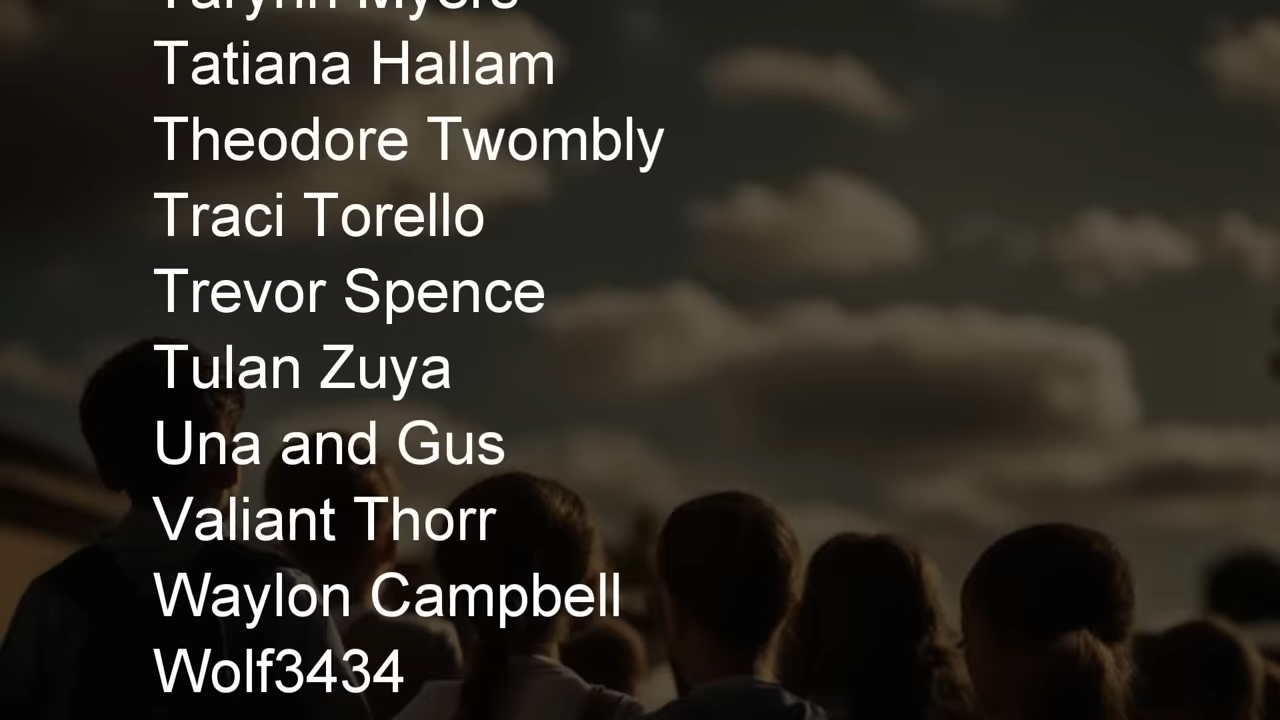 Tatiana Hallam
Theodore Twombly
Traci Torello
Trevor Spence
Tulan Zuya
Una and Gus
Valiant Thorr
Waylon Campbell
Wolf3434